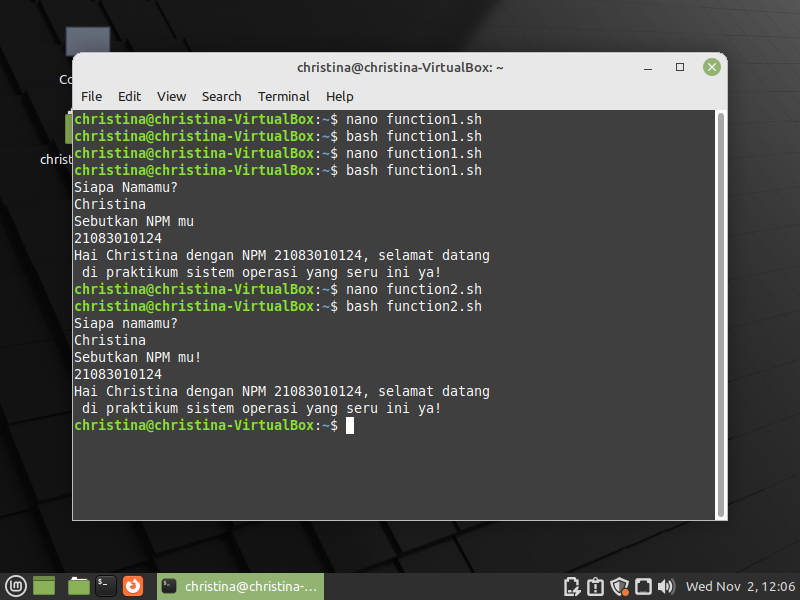 Co
christ
christina@christina-VirtualBox: ~
File Edit View Search Terminal Help
christina@christina-VirtualBox:~$ nano function1.sh
christina@christina-VirtualBox:~$ bash function1.sh
christina@christina-VirtualBox:~$ nano function1.sh
christina@christina-VirtualBox:~$ bash function1.sh
Siapa Namamu?
Christina
Sebutkan NPM mu
21083010124
Hai Christina dengan NPM 21083010124, selamat datang
 di praktikum sistem operasi yang seru ini ya!
christina@christina-VirtualBox:~$ nano function2.sh
christina@christina-VirtualBox:~$ bash function2.sh
Siapa namamu?
Christina
Sebutkan NPM mu!
21083010124
Hai Christina dengan NPM 21083010124, selamat datang
 di praktikum sistem operasi yang seru ini ya!
christina@christina-VirtualBox:~$
christina@christina-...
Wed Nov 2, 12:06